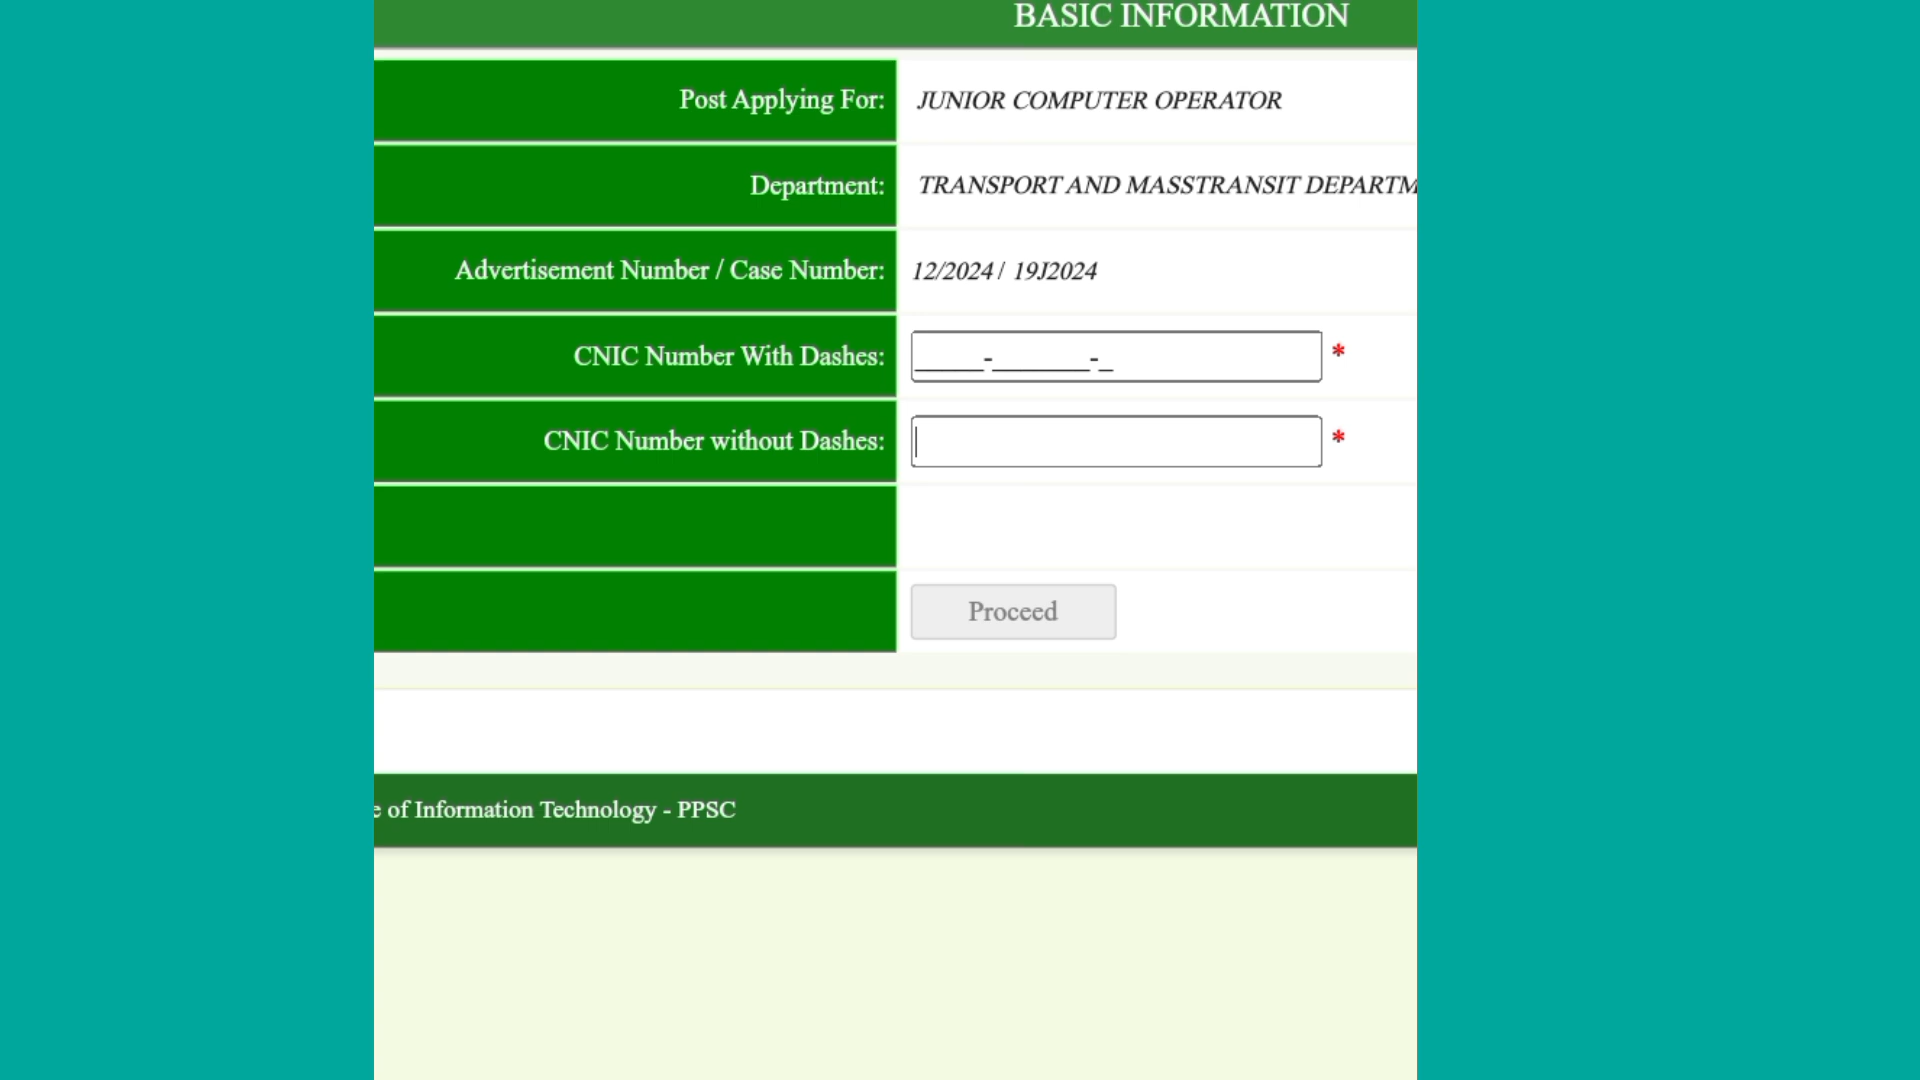 BASIC INFORMATION
Post Applying For: JUNIOR COMPUTER OPERATOR
Department: TRANSPORT AND MASSTRANSIT DEPARTM
Advertisement Number / Case Number: 12/2024 / 19J2024
CNIC Number With Dashes: _____-_______-_ *
CNIC Number without Dashes: *
Proceed
e of Information Technology - PPSC